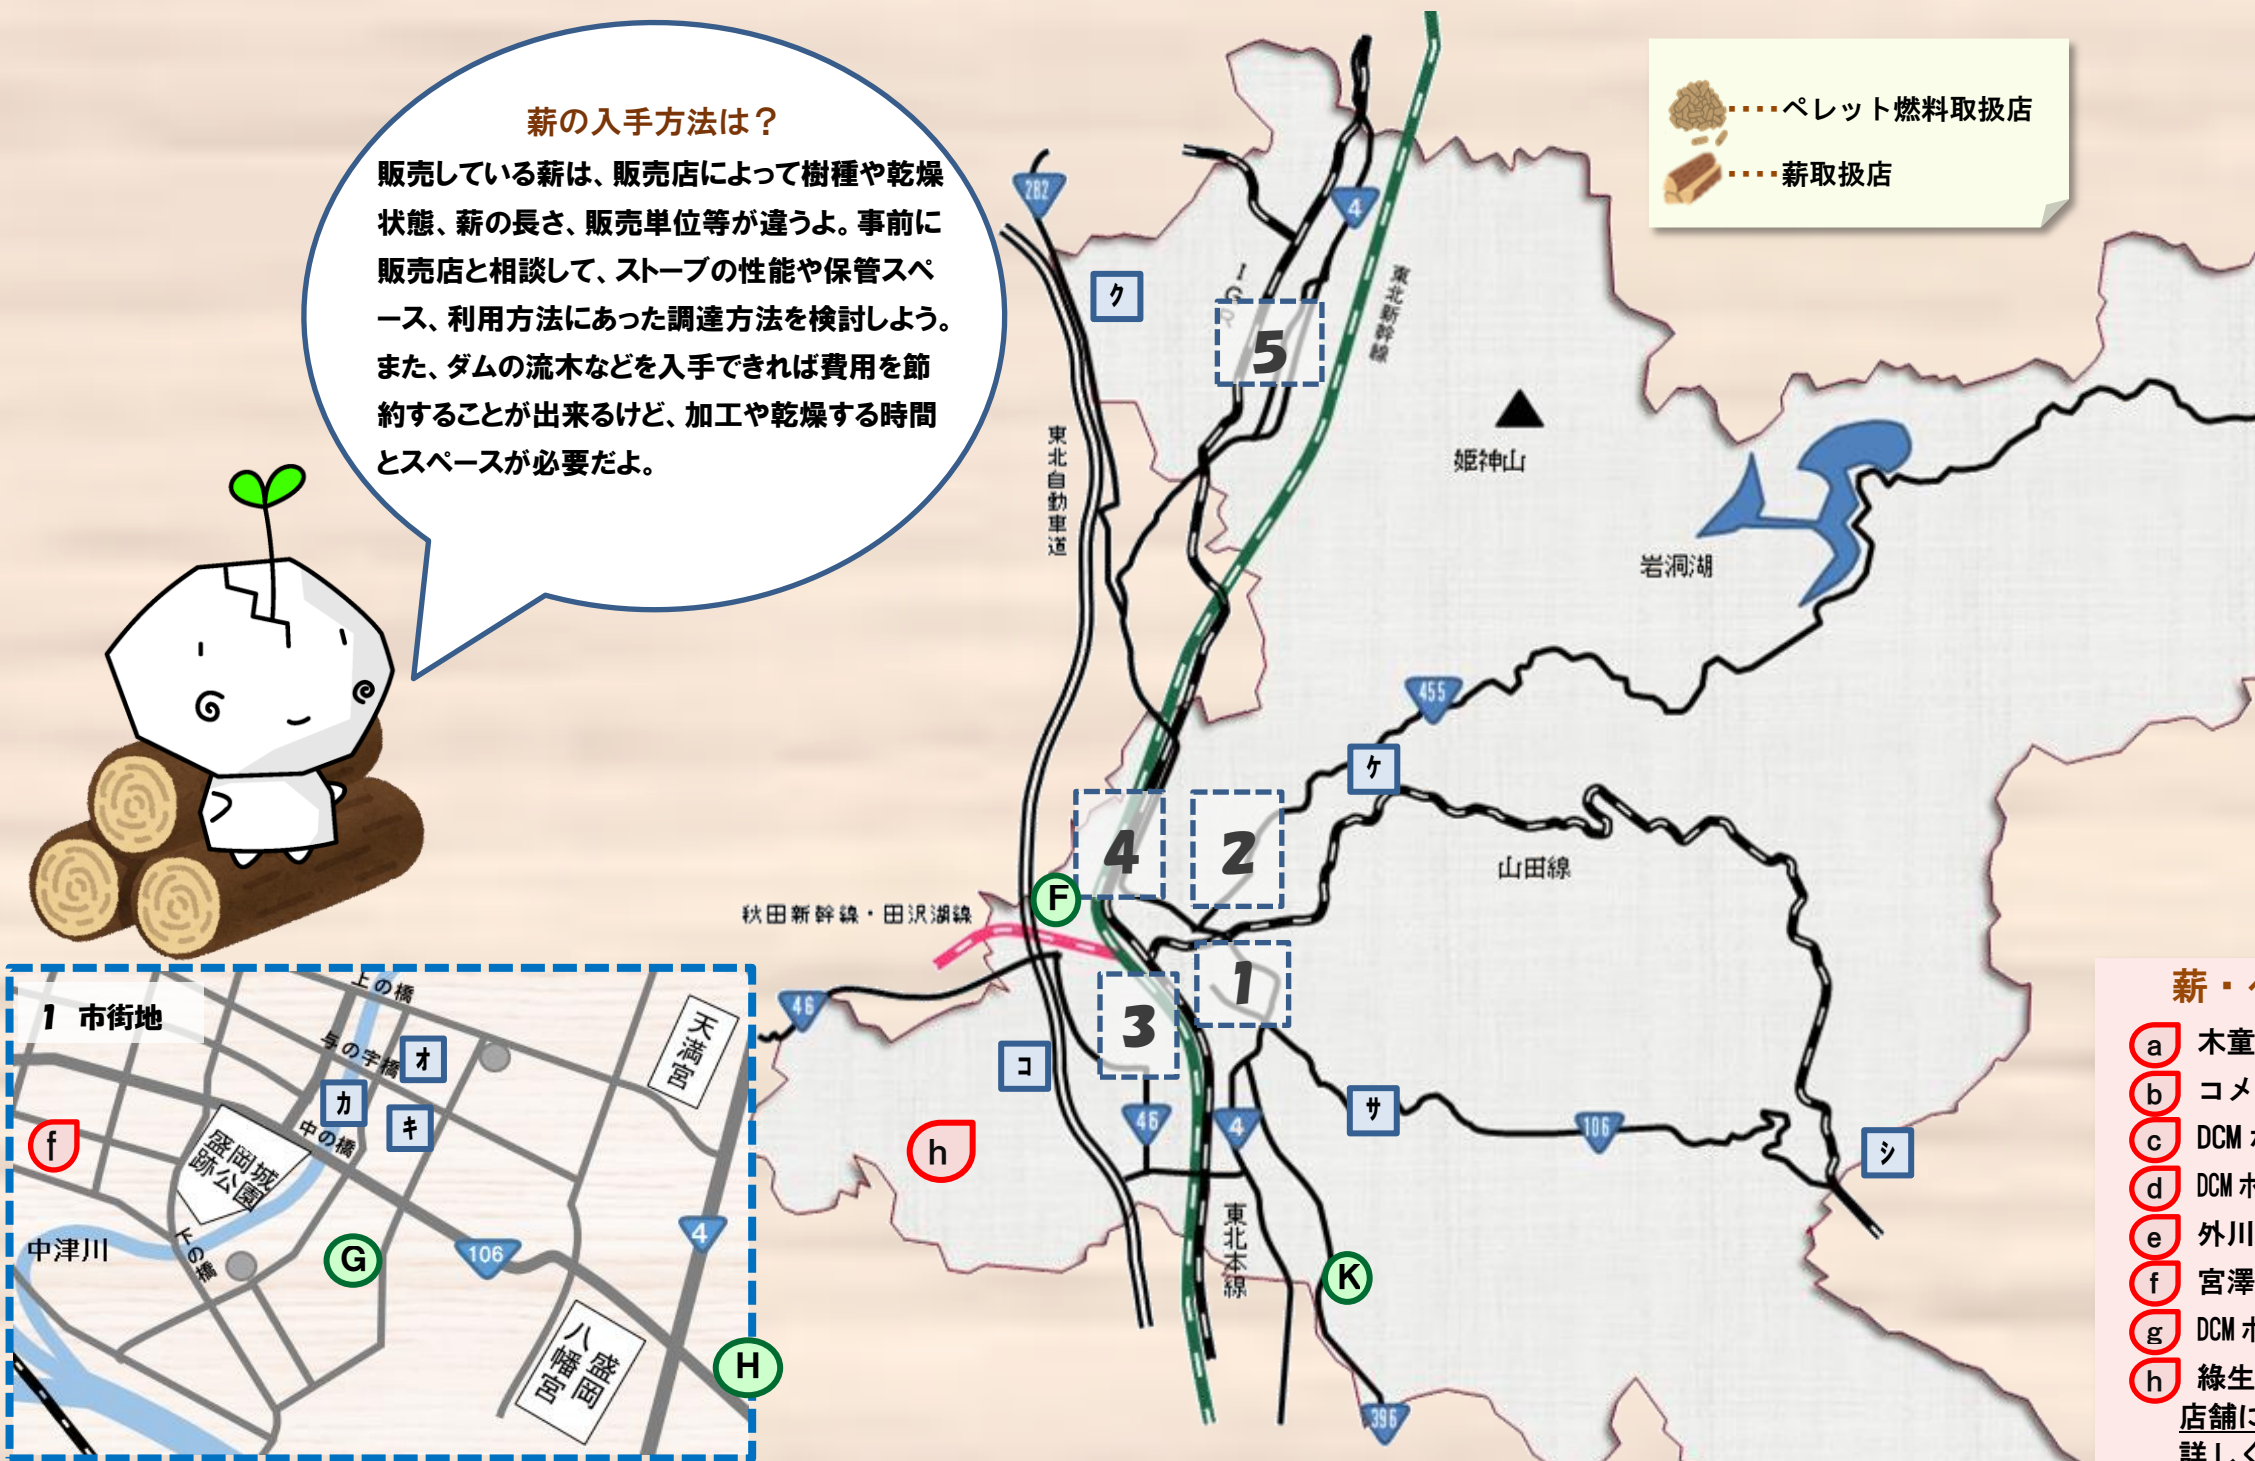 薪の入手方法は？
販売している薪は、販売店によって樹種や乾燥
状態、薪の長さ、販売単位等が違うよ。事前に
販売店と相談して、ストーブの性能や保管スペ
ース、利用方法にあった調達方法を検討しよう。
また、ダムの流木などを入手できれば費用を節
約することが出来るけど、加工や乾燥する時間
とスペースが必要だよ。
････ペレット燃料取扱店
････薪取扱店
282
4
ク
IGR
5
東北新幹線
東北自動車道
姫神山
岩洞湖
455
ケ
4
2
山田線
F
秋田新幹線・田沢湖線
1
3
46
コ
サ
46
4
106
シ
h
東北本線
K
396
1 市街地
上の橋
与の字橋
オ
カ
キ
中の橋
天満宮
f
盛岡城
跡公園
中津川
下の橋
G
106
4
盛岡
八幡宮
H
薪・
a 木童
b コメ
c DCM ホ
d DCM ホ
e 外川
f 宮澤
g DCM ホ
h 緑生
店舗に
詳しく